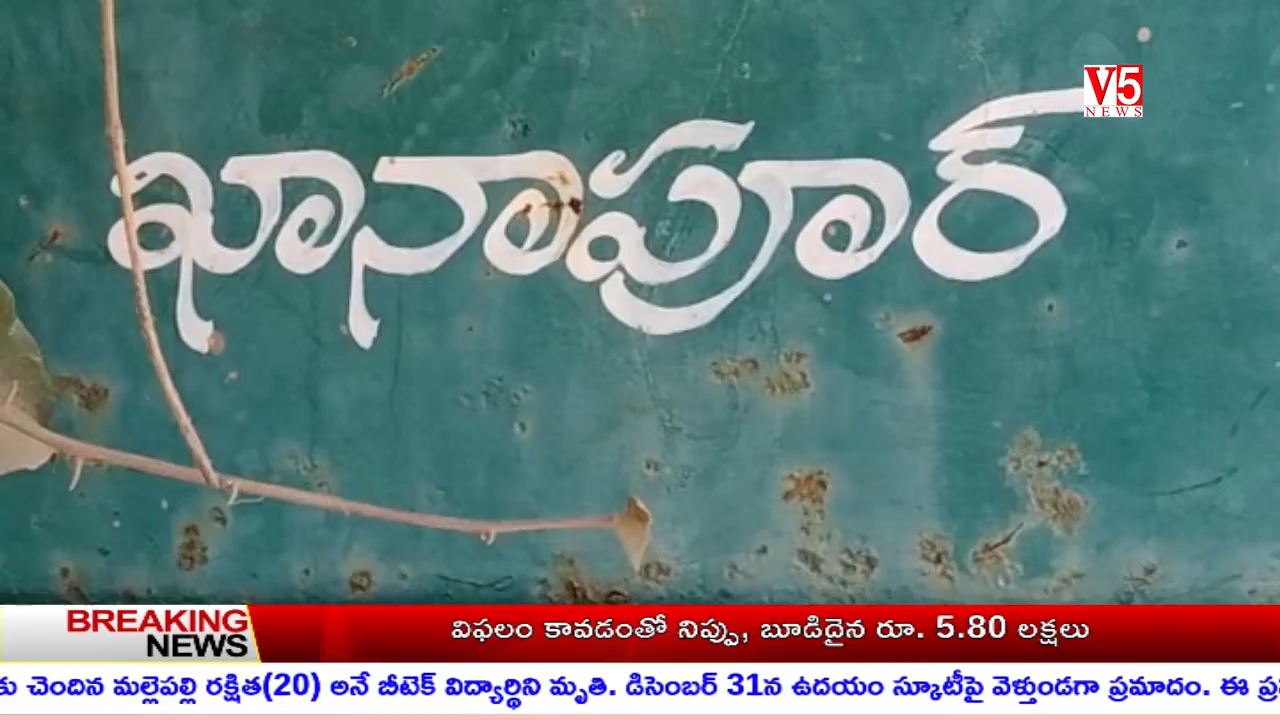 V5
NEWS
ఖానాపూర్
BREAKING
NEWS
విఫలం కావడంతో నిప్పు, బూడిదైన రూ. 5.80 లక్షలు
కు చెందిన మల్లెపల్లి రక్షిత(20) అనే బీటెక్ విద్యార్థిని మృతి. డిసెంబర్ 31న ఉదయం స్కూటీపై వెళ్తుండగా ప్రమాదం. ఈ